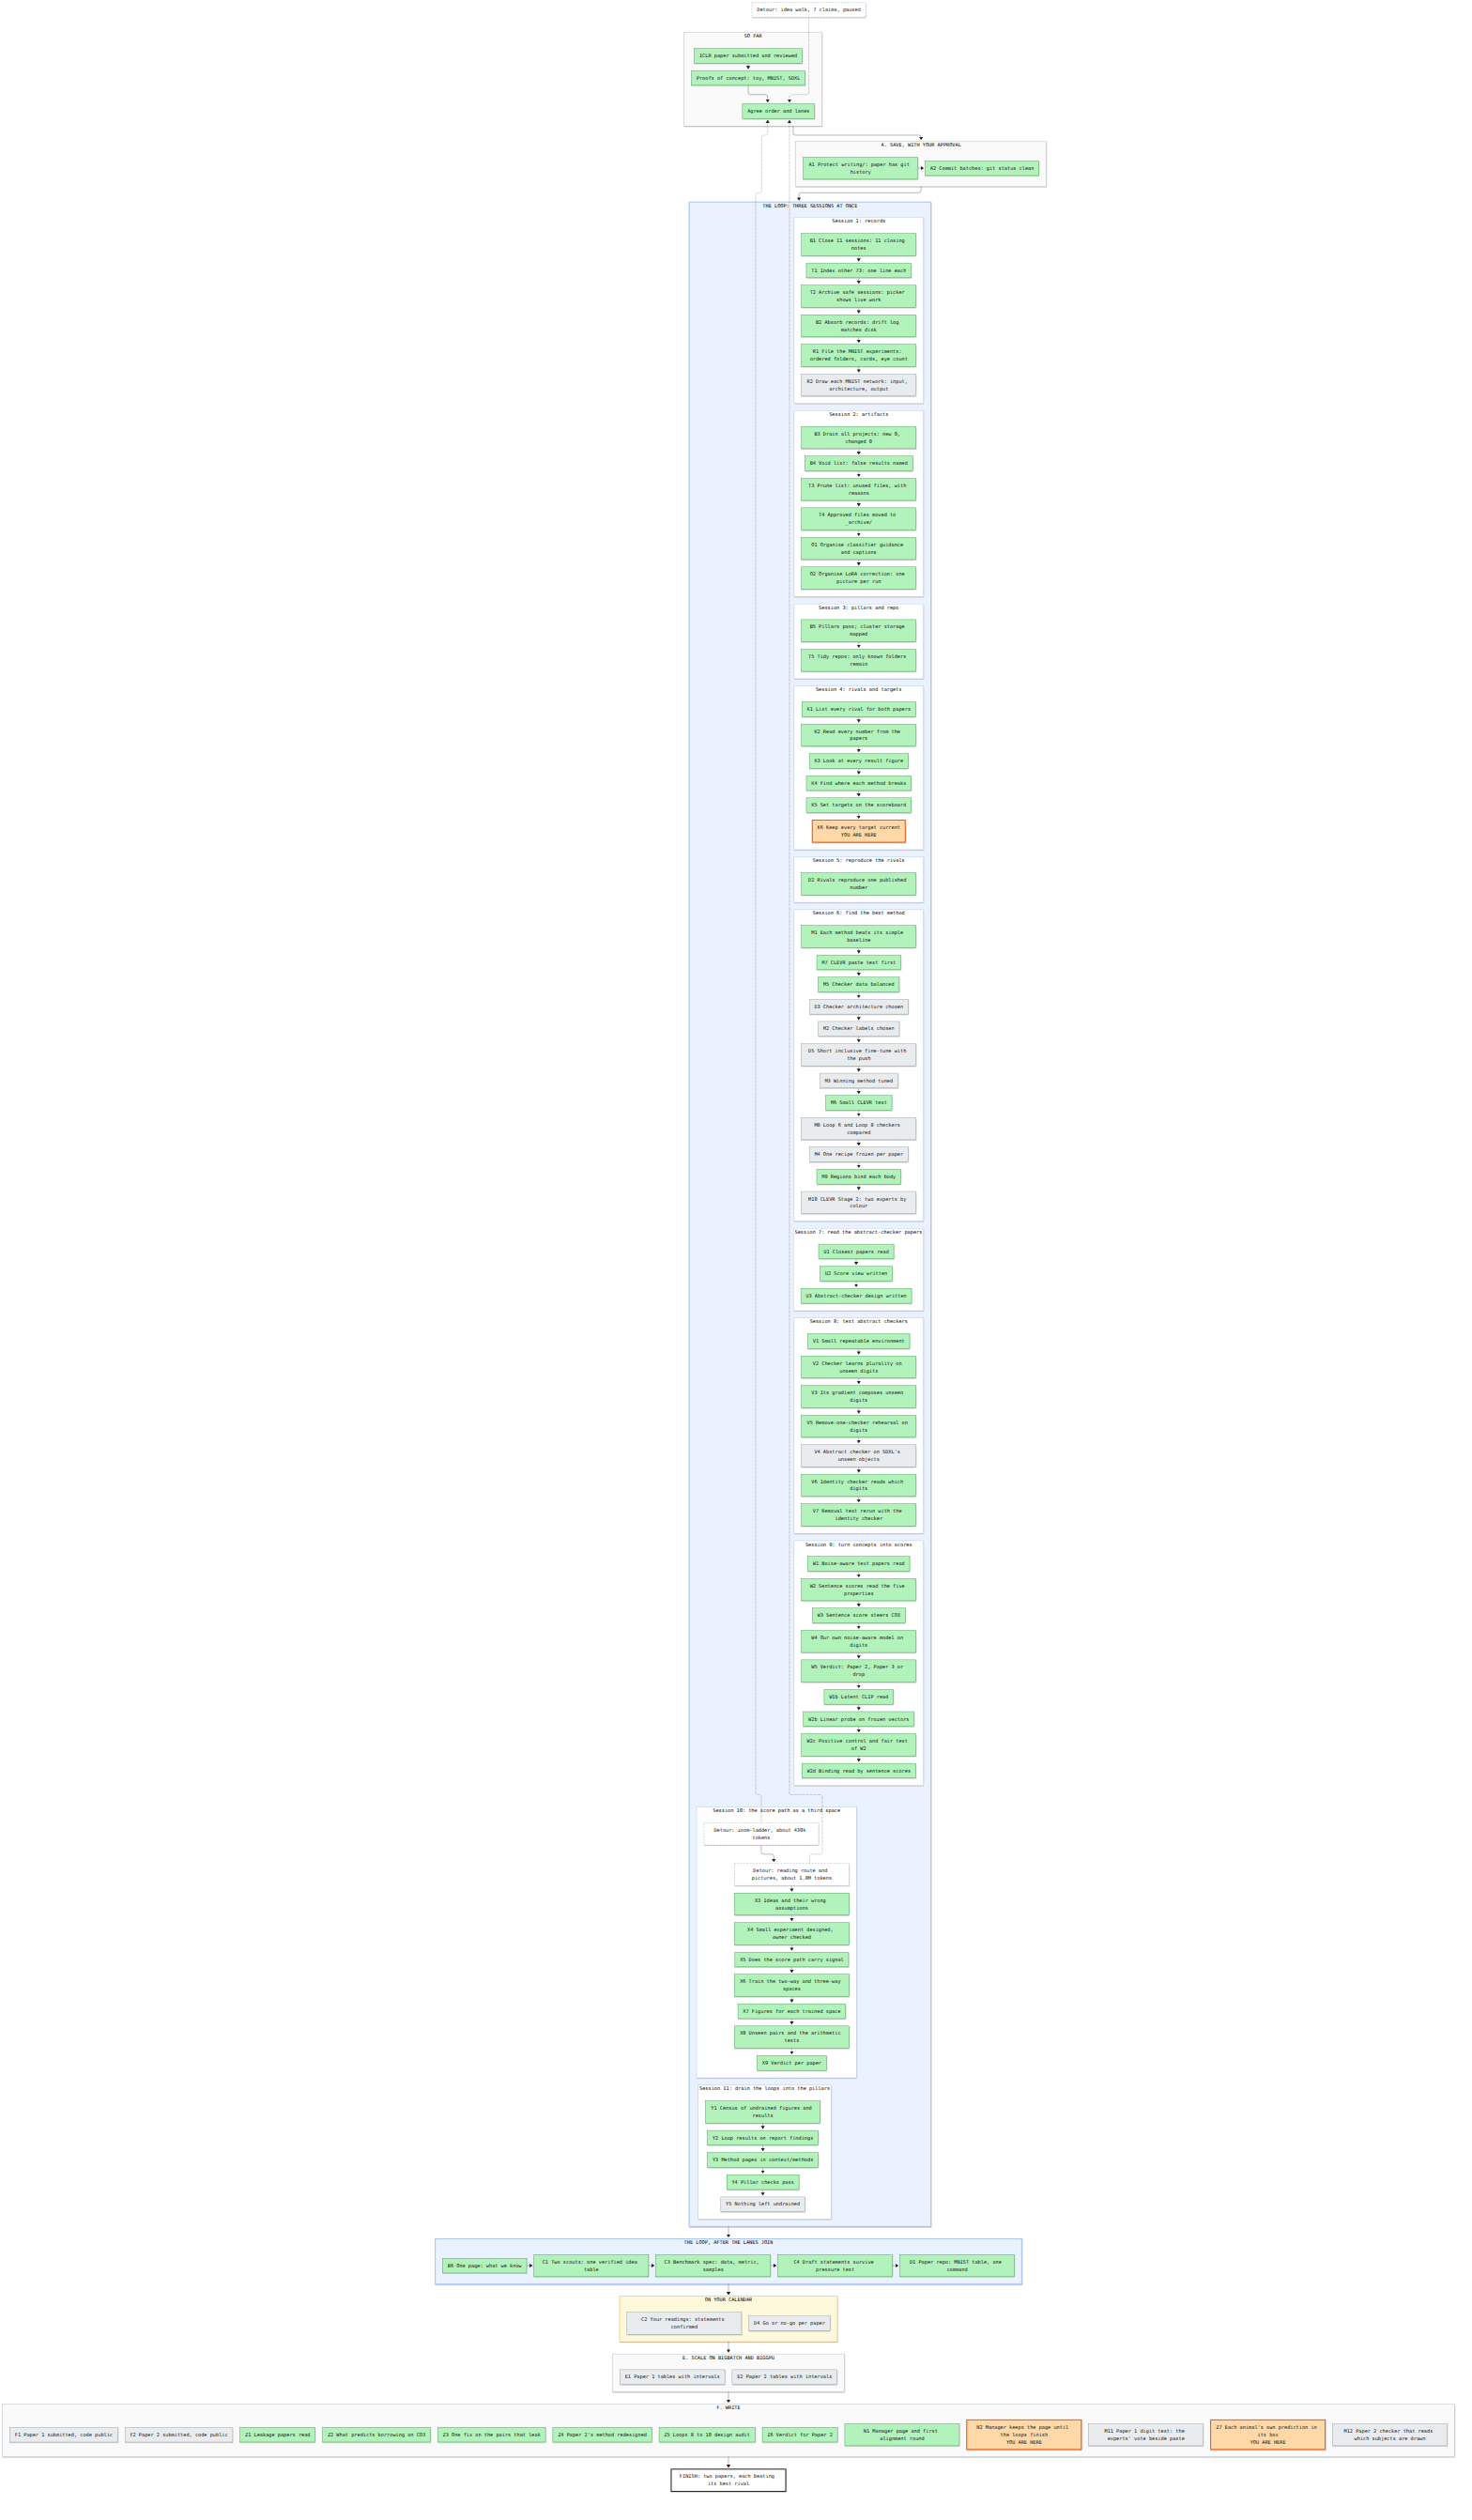 Detour: idea walk, 7 claims, paused
SO FAR
ICLR paper submitted and reviewed
Proofs of concept: toy, MNIST, SDXL
Agree order and lanes
A. SAVE, WITH YOUR APPROVAL
A1 Protect writing/: paper has git
history
A2 Commit batches: git status clean
THE LOOP: THREE SESSIONS AT ONCE
Session 1: records
B1 Close 11 sessions: 11 closing
notes
T1 Index other 73: one line each
T2 Archive safe sessions: picker
shows live work
B2 Absorb records: drift log
matches disk
R1 File the MNIST experiments:
ordered folders, cards, eye count
R2 Draw each MNIST network: input,
architecture, output
Session 2: artifacts
B3 Drain all projects: new 0,
changed 0
B4 Void list: false results named
T3 Prune list: unused files, with
reasons
T4 Approved files moved to
_archive/
O1 Organise classifier guidance
and captions
O2 Organise LoRA correction: one
picture per run
Session 3: pillars and repo
B5 Pillars pass; cluster storage
mapped
T5 Tidy repos: only known folders
remain
Session 4: rivals and targets
K1 List every rival for both papers
K2 Read every number from the
papers
K3 Look at every result figure
K4 Find where each method breaks
K5 Set targets on the scoreboard
K6 Keep every target current
YOU ARE HERE
Session 5: reproduce the rivals
D2 Rivals reproduce one published
number
Session 6: find the best method
M1 Each method beats its simple
baseline
M7 CLEVR paste test first
M5 Checker data balanced
D3 Checker architecture chosen
M2 Checker labels chosen
D5 Short inclusive fine-tune with
the push
M3 Winning method tuned
M6 Small CLEVR test
M8 Loop 6 and Loop 8 checkers
compared
M4 One recipe frozen per paper
M9 Regions bind each body
M10 CLEVR Stage 2: two experts by
colour
Session 7: read the abstract-checker papers
U1 Closest papers read
U2 Score view written
U3 Abstract-checker design written
Session 8: test abstract checkers
V1 Small repeatable environment
V2 Checker learns plurality on
unseen digits
V3 Its gradient composes unseen
digits
V5 Remove-one-checker rehearsal on
digits
V4 Abstract checker on SDXL's
unseen objects
V6 Identity checker reads which
digits
V7 Removal test rerun with the
identity checker
Session 9: turn concepts into scores
W1 Noise-aware text papers read
W2 Sentence scores read the five
properties
W3 Sentence score steers CO3
W4 Our own noise-aware model on
digits
W5 Verdict: Paper 2, Paper 3 or
drop
W1b Latent CLIP read
W2b Linear probe on frozen vectors
W2c Positive control and fair test
of W2
W2d Binding read by sentence scores
Session 10: the score path as a third space
Detour: zoom-ladder, about 430k
tokens
Detour: reading route and
pictures, about 1.8M tokens
X3 Ideas and their wrong
assumptions
X4 Small experiment designed,
owner checked
X5 Does the score path carry signal
X6 Train the two-way and three-way
spaces
X7 Figures for each trained space
X8 Unseen pairs and the arithmetic
tests
X9 Verdict per paper
Session 11: drain the loops into the pillars
Y1 Census of undrained figures and
results
Y2 Loop results on report findings
Y3 Method pages in context/methods
Y4 Pillar checks pass
Y5 Nothing left undrained
THE LOOP, AFTER THE LANES JOIN
B6 One page: what we know
C1 Two scouts: one verified idea
table
C3 Benchmark spec: data, metric,
samples
C4 Draft statements survive
pressure test
D1 Paper repo: MNIST table, one
command
ON YOUR CALENDAR
C2 Your readings: statements
confirmed
D4 Go or no-go per paper
E. SCALE ON BIGBATCH AND BIGGPU
E1 Paper 1 tables with intervals
E2 Paper 2 tables with intervals
F. WRITE
F1 Paper 1 submitted, code public
F2 Paper 2 submitted, code public
Z1 Leakage papers read
Z2 What predicts borrowing on CO3
Z3 One fix on the pairs that leak
Z4 Paper 2's method redesigned
Z5 Loops 8 to 10 design audit
Z6 Verdict for Paper 2
N1 Manager page and first
alignment round
N2 Manager keeps the page until
the loops finish
YOU ARE HERE
M11 Paper 1 digit test: the
experts' vote beside paste
Z7 Each animal's own prediction in
its box
YOU ARE HERE
M12 Paper 2 checker that reads
which subjects are drawn
FINISH: two papers, each beating
its best rival